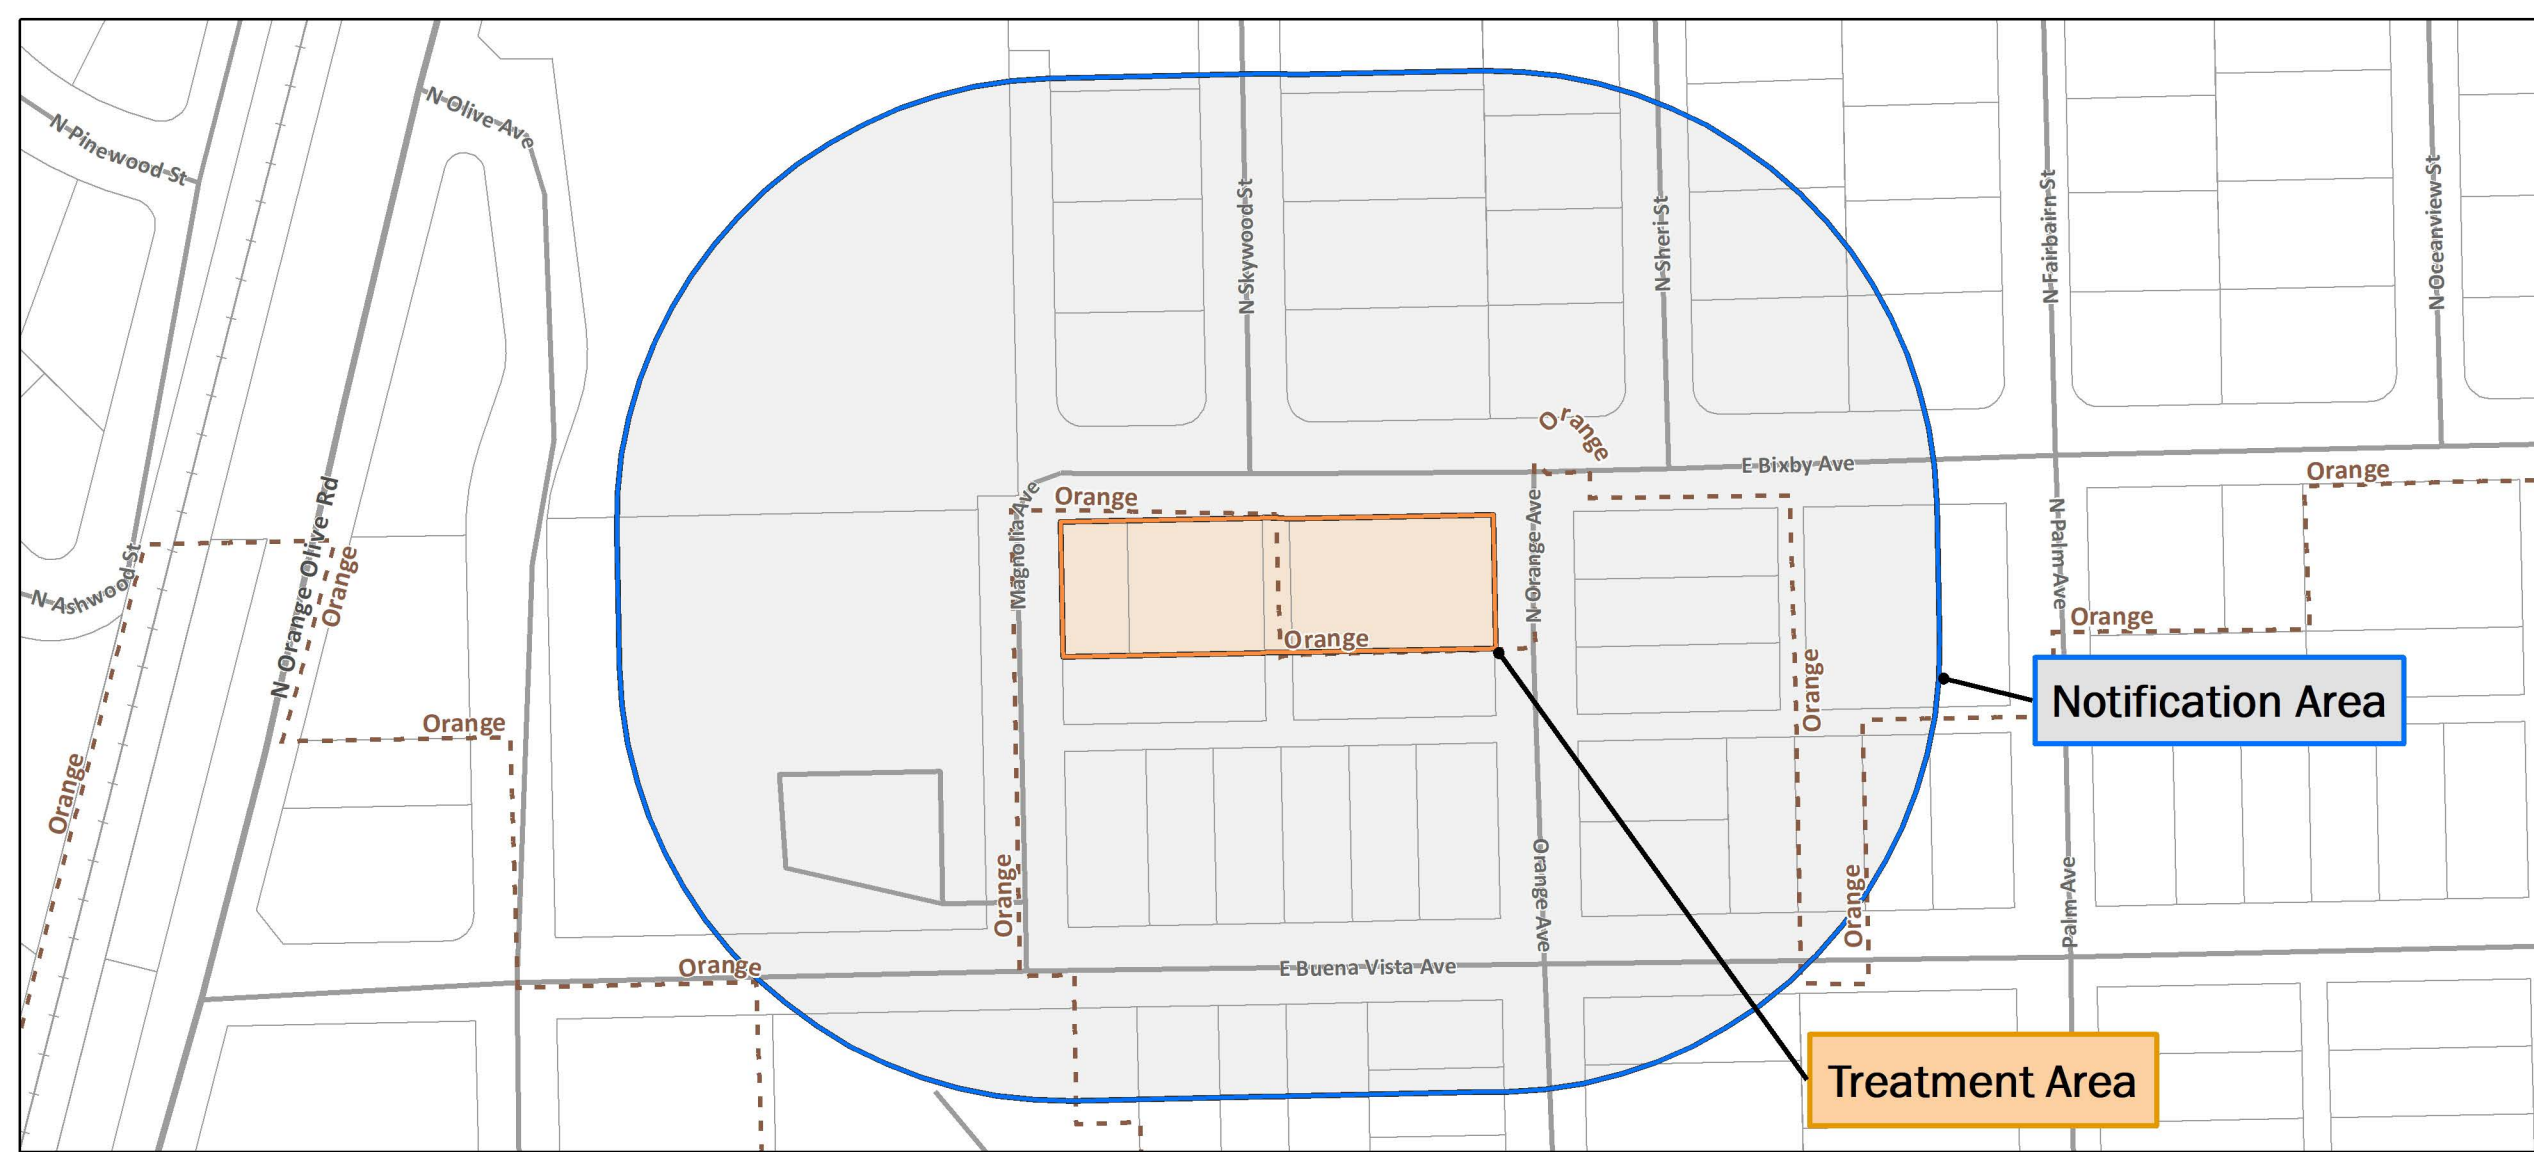 N Olive Ave
N Pinewood St
N Skywood St
N Sheri St
N Fairbairn St
N Oceanview St
Orange
E Bixby Ave
Orange
Orange
Magnolia Ave
N Orange Ave
N Palm Ave
N Orange Olive Rd
Orange
N Ashwood St
Orange
Orange
Orange
Notification Area
Orange
Orange
Orange
Orange
Orange Ave
Palm Ave
Orange
Orange
E Buena Vista Ave
Treatment Area